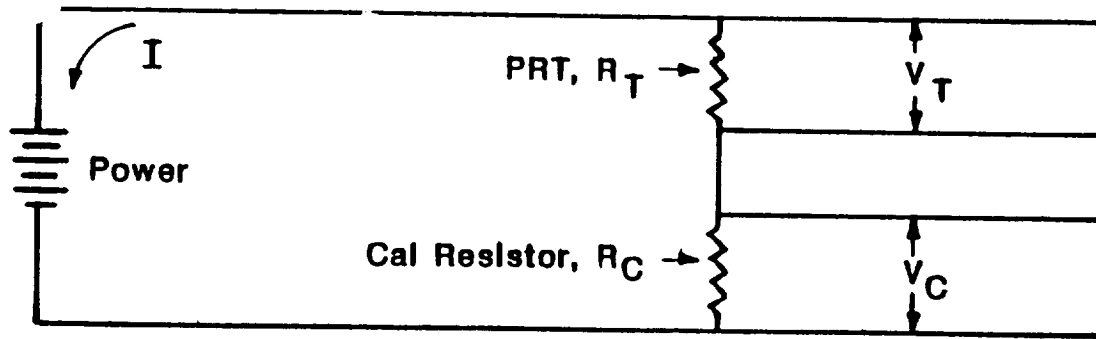 I
PRT, R_T
V_T
Power
Cal Resistor, R_C
V_C